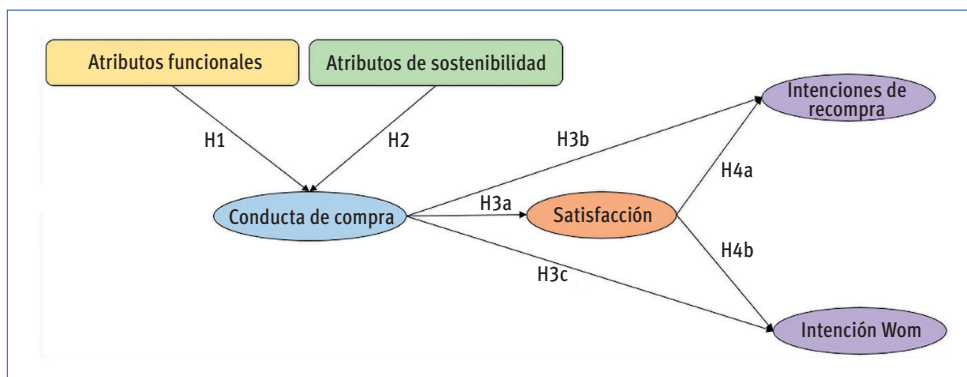 Atributos funcionales
Atributos de sostenibilidad
Intenciones de
recompra
H1
H2
H3b
H4a
Conducta de compra
H3a
Satisfacción
H4b
H3c
Intención Wom